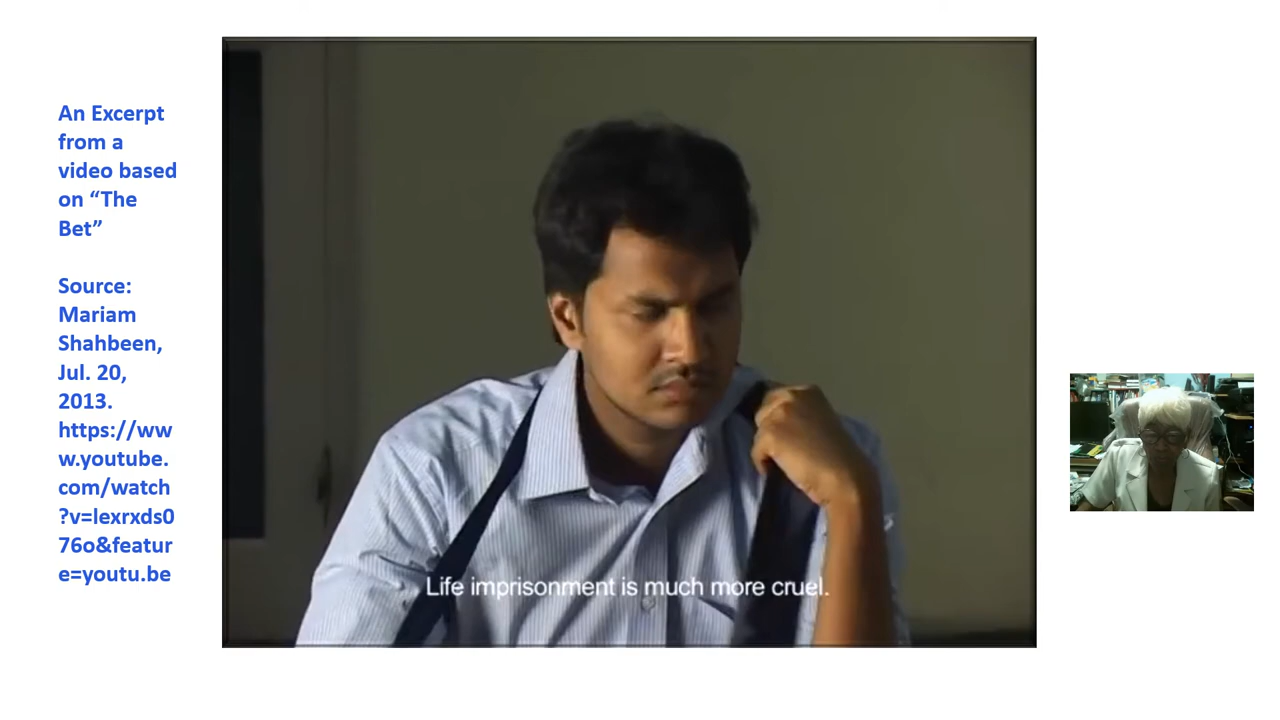 An Excerpt
from a
video based
on “The
Bet”
Source:
Mariam
Shahbeen,
Jul. 20,
2013.
https://ww
w.youtube.
com/watch
?v=lexrxds0
76o&featur
e=youtu.be
Life imprisonment is much more cruel.